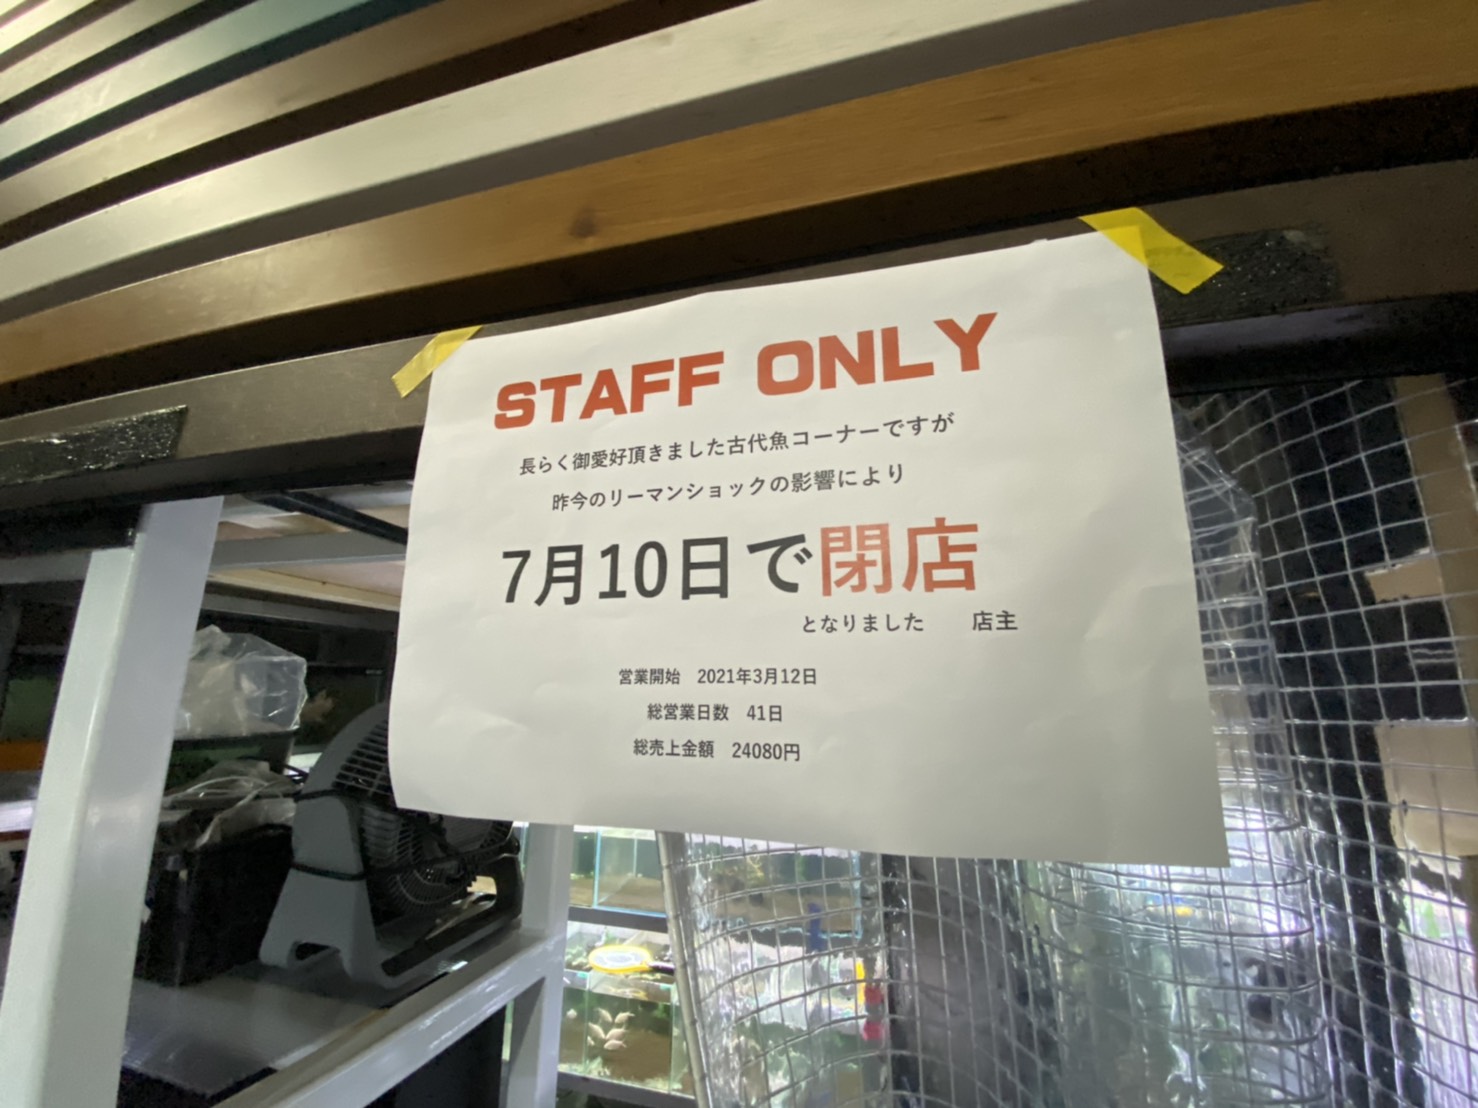 STAFF ONLY
長らく御愛好頂きました古代魚コーナーですが
昨今のリーマンショックの影響により
7月10日で閉店
となりました　店主
営業開始　2021年3月12日
総営業日数　41日
総売上金額　24080円